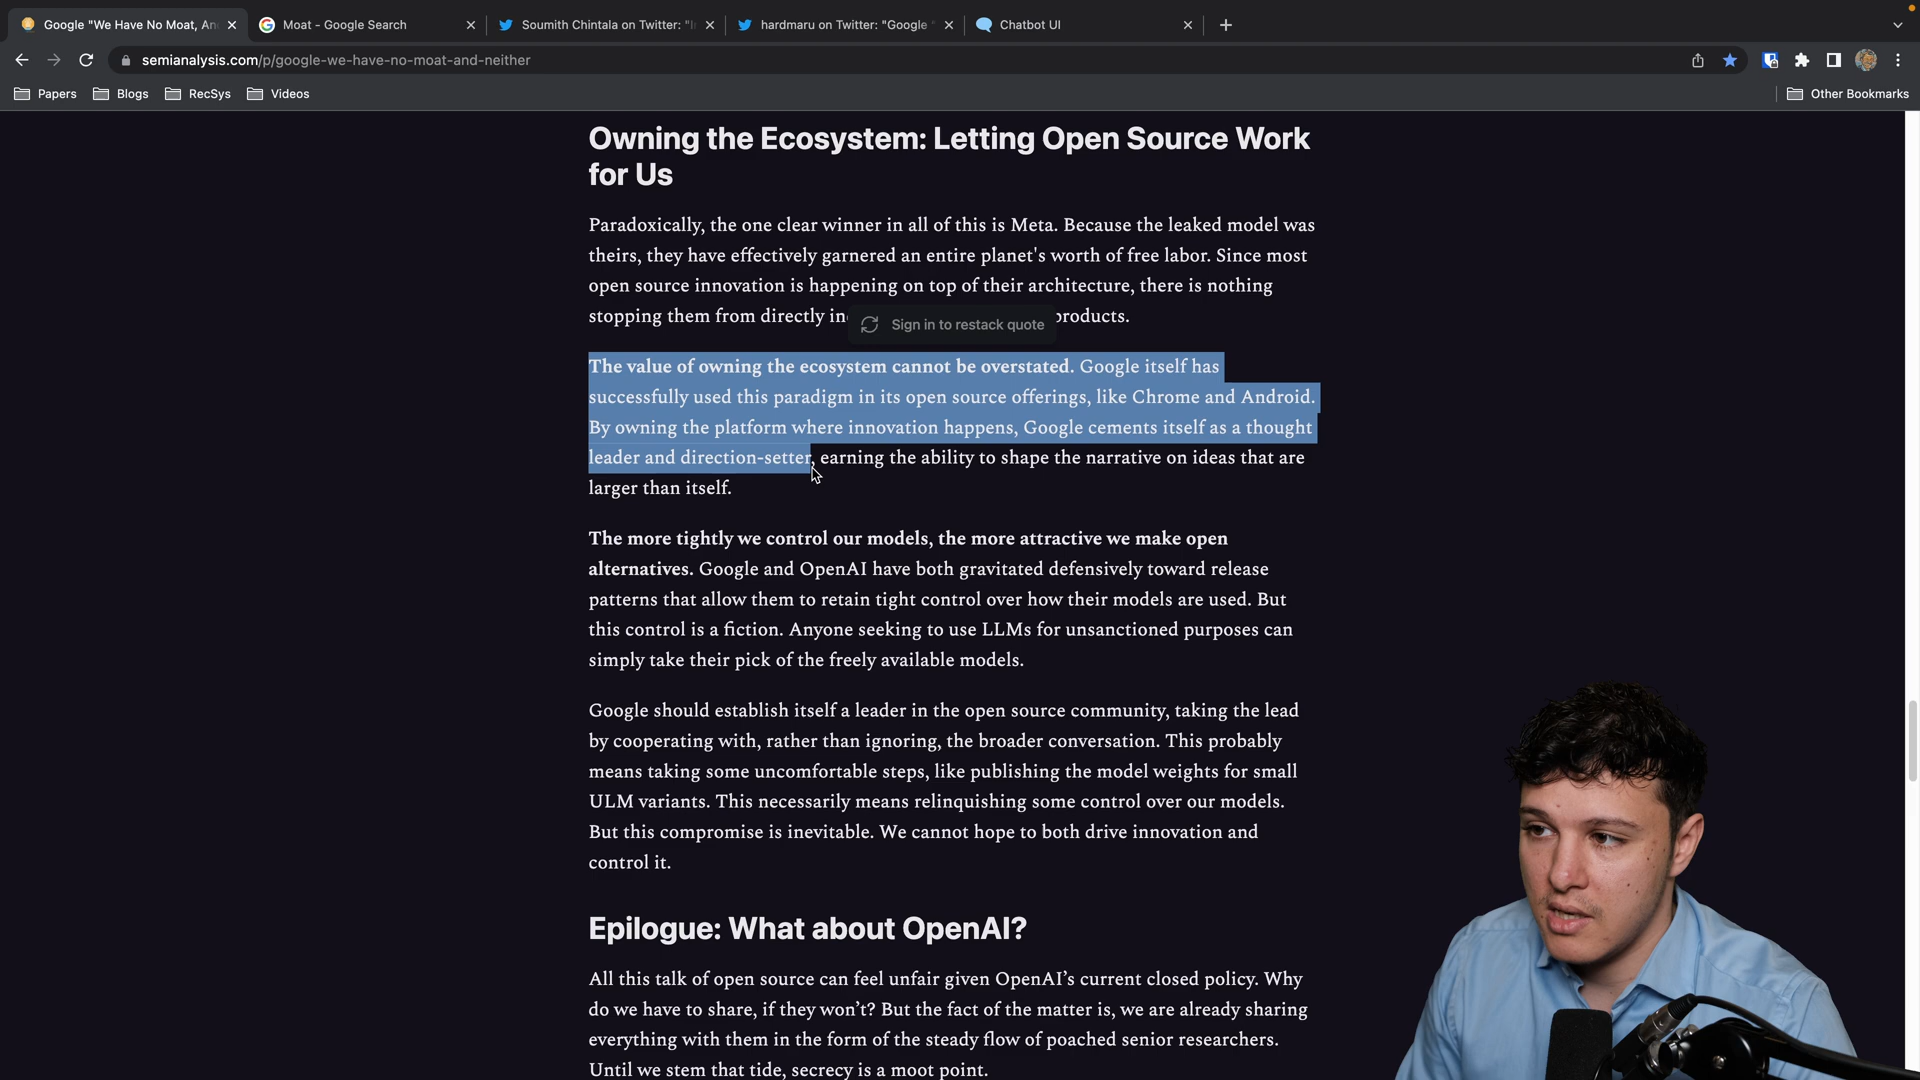 Google "We Have No Moat, An
Moat - Google Search
Soumith Chintala on Twitter: "I
hardmaru on Twitter: "Google "
Chatbot UI
semianalysis.com/p/google-we-have-no-moat-and-neither
Papers
Blogs
RecSys
Videos
Other Bookmarks
Owning the Ecosystem: Letting Open Source Work
for Us
Paradoxically, the one clear winner in all of this is Meta. Because the leaked model was
theirs, they have effectively garnered an entire planet's worth of free labor. Since most
open source innovation is happening on top of their architecture, there is nothing
stopping them from directly in
Sign in to restack quote
products.
The value of owning the ecosystem cannot be overstated. Google itself has
successfully used this paradigm in its open source offerings, like Chrome and Android.
By owning the platform where innovation happens, Google cements itself as a thought
leader and direction-setter, earning the ability to shape the narrative on ideas that are
larger than itself.
The more tightly we control our models, the more attractive we make open
alternatives. Google and OpenAI have both gravitated defensively toward release
patterns that allow them to retain tight control over how their models are used. But
this control is a fiction. Anyone seeking to use LLMs for unsanctioned purposes can
simply take their pick of the freely available models.
Google should establish itself a leader in the open source community, taking the lead
by cooperating with, rather than ignoring, the broader conversation. This probably
means taking some uncomfortable steps, like publishing the model weights for small
ULM variants. This necessarily means relinquishing some control over our models.
But this compromise is inevitable. We cannot hope to both drive innovation and
control it.
Epilogue: What about OpenAI?
All this talk of open source can feel unfair given OpenAI’s current closed policy. Why
do we have to share, if they won’t? But the fact of the matter is, we are already sharing
everything with them in the form of the steady flow of poached senior researchers.
Until we stem that tide, secrecy is a moot point.